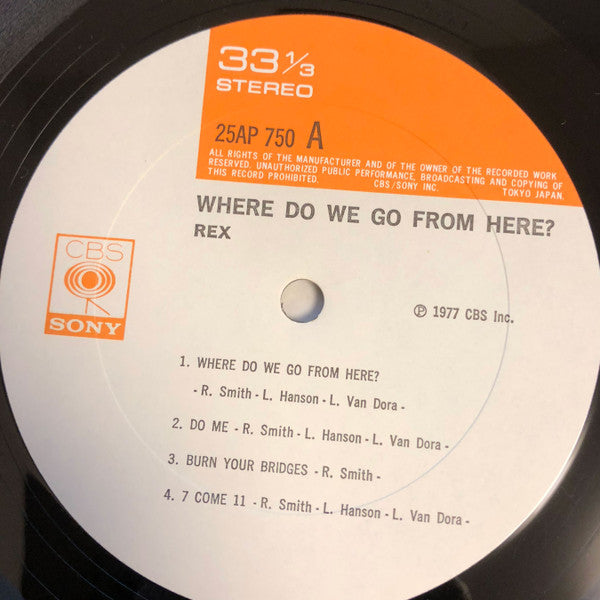 33 1/3
STEREO
25AP 750 A
ALL RIGHTS OF THE MANUFACTURER AND OF THE OWNER OF THE RECORDED WORK
RESERVED. UNAUTHORIZED PUBLIC PERFORMANCE, BROADCASTING AND COPYING OF
THIS RECORD PROHIBITED. CBS/SONY INC. TOKYO JAPAN.
WHERE DO WE GO FROM HERE?
REX
CBS
SONY
℗ 1977 CBS Inc.
1. WHERE DO WE GO FROM HERE?
- R. Smith - L. Hanson - L. Van Dora -
2. DO ME - R. Smith - L. Hanson - L. Van Dora -
3. BURN YOUR BRIDGES - R. Smith -
4. 7 COME 11 - R. Smith - L. Hanson - L. Van Dora -